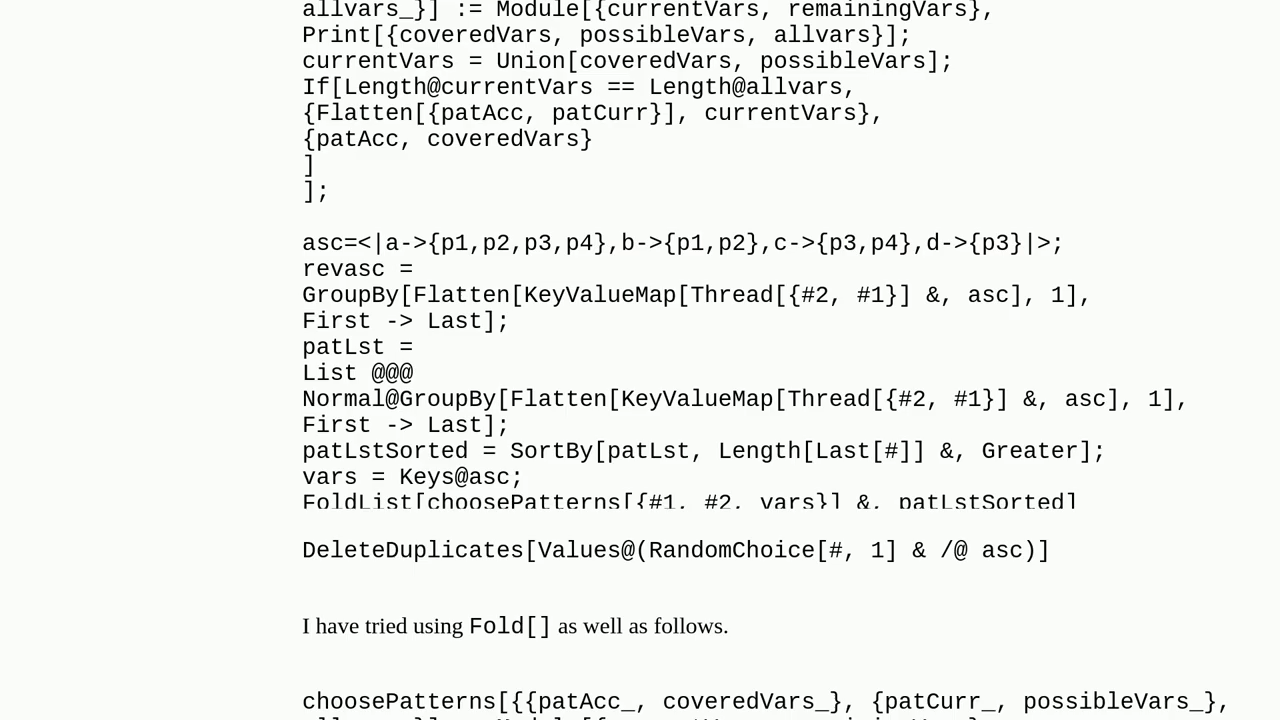 allvars_}] := Module[{currentVars, remainingVars},
Print[{coveredVars, possibleVars, allvars}];
currentVars = Union[coveredVars, possibleVars];
If[Length@currentVars == Length@allvars,
{Flatten[{patAcc, patCurr}], currentVars},
{patAcc, coveredVars}
]
];
asc=<|a->{p1,p2,p3,p4},b->{p1,p2},c->{p3,p4},d->{p3}|>;
revasc =
GroupBy[Flatten[KeyValueMap[Thread[{#2, #1}] &, asc], 1],
First -> Last];
patLst =
List @@@
Normal@GroupBy[Flatten[KeyValueMap[Thread[{#2, #1}] &, asc], 1],
First -> Last];
patLstSorted = SortBy[patLst, Length[Last[#]] &, Greater];
vars = Keys@asc;
FoldList[choosePatterns[{#1, #2, vars}] &, patLstSorted]
DeleteDuplicates[Values@(RandomChoice[#, 1] & /@ asc)]
I have tried using Fold[] as well as follows.
choosePatterns[{{patAcc_, coveredVars_}, {patCurr_, possibleVars_},